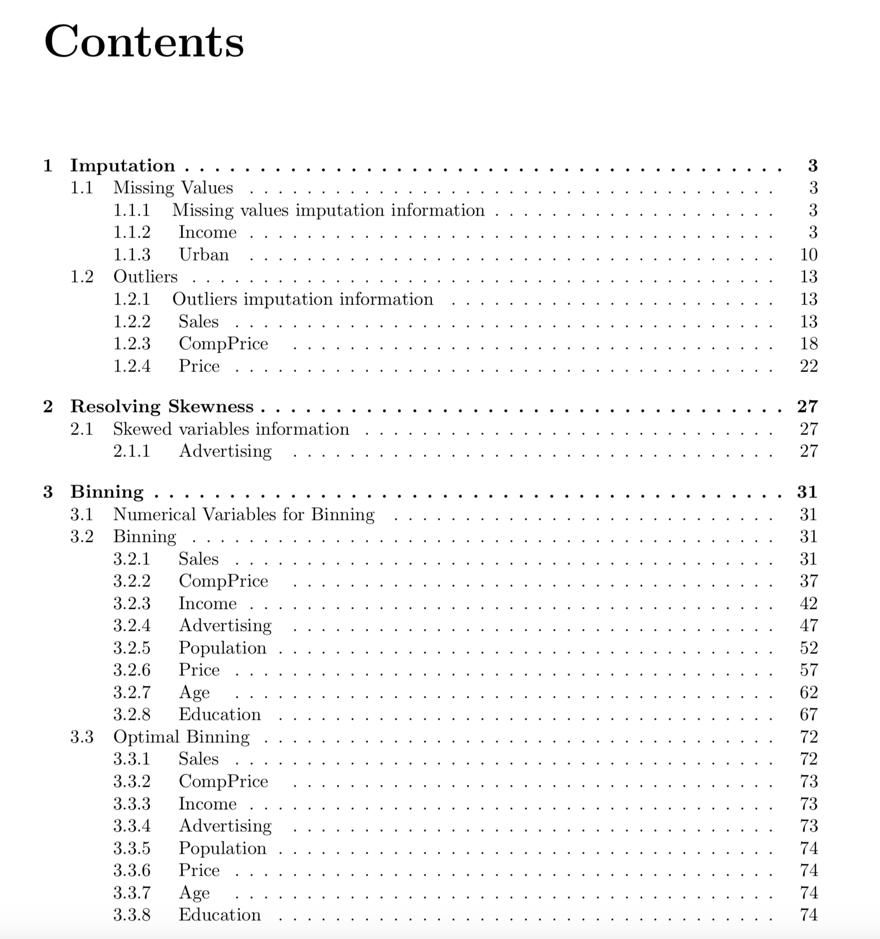 Contents
1 Imputation . . . . . . . . . . . . . . . . . . . . . . . . . . . . . . . . . . . . . . . . 3
1.1 Missing Values . . . . . . . . . . . . . . . . . . . . . . . . . . . . . . . . . . . . . 3
1.1.1 Missing values imputation information . . . . . . . . . . . . . . . . . . . . 3
1.1.2 Income . . . . . . . . . . . . . . . . . . . . . . . . . . . . . . . . . . . . . 3
1.1.3 Urban . . . . . . . . . . . . . . . . . . . . . . . . . . . . . . . . . . . . . 10
1.2 Outliers . . . . . . . . . . . . . . . . . . . . . . . . . . . . . . . . . . . . . . . . . 13
1.2.1 Outliers imputation information . . . . . . . . . . . . . . . . . . . . . . . 13
1.2.2 Sales . . . . . . . . . . . . . . . . . . . . . . . . . . . . . . . . . . . . . . 13
1.2.3 CompPrice . . . . . . . . . . . . . . . . . . . . . . . . . . . . . . . . . . 18
1.2.4 Price . . . . . . . . . . . . . . . . . . . . . . . . . . . . . . . . . . . . . . 22
2 Resolving Skewness . . . . . . . . . . . . . . . . . . . . . . . . . . . . . . . . . . . 27
2.1 Skewed variables information . . . . . . . . . . . . . . . . . . . . . . . . . . . . . 27
2.1.1 Advertising . . . . . . . . . . . . . . . . . . . . . . . . . . . . . . . . . . 27
3 Binning . . . . . . . . . . . . . . . . . . . . . . . . . . . . . . . . . . . . . . . . . . 31
3.1 Numerical Variables for Binning . . . . . . . . . . . . . . . . . . . . . . . . . . . 31
3.2 Binning . . . . . . . . . . . . . . . . . . . . . . . . . . . . . . . . . . . . . . . . . 31
3.2.1 Sales . . . . . . . . . . . . . . . . . . . . . . . . . . . . . . . . . . . . . . 31
3.2.2 CompPrice . . . . . . . . . . . . . . . . . . . . . . . . . . . . . . . . . . 37
3.2.3 Income . . . . . . . . . . . . . . . . . . . . . . . . . . . . . . . . . . . . . 42
3.2.4 Advertising . . . . . . . . . . . . . . . . . . . . . . . . . . . . . . . . . . 47
3.2.5 Population . . . . . . . . . . . . . . . . . . . . . . . . . . . . . . . . . . . 52
3.2.6 Price . . . . . . . . . . . . . . . . . . . . . . . . . . . . . . . . . . . . . . 57
3.2.7 Age . . . . . . . . . . . . . . . . . . . . . . . . . . . . . . . . . . . . . . 62
3.2.8 Education . . . . . . . . . . . . . . . . . . . . . . . . . . . . . . . . . . . 67
3.3 Optimal Binning . . . . . . . . . . . . . . . . . . . . . . . . . . . . . . . . . . . . 72
3.3.1 Sales . . . . . . . . . . . . . . . . . . . . . . . . . . . . . . . . . . . . . . 72
3.3.2 CompPrice . . . . . . . . . . . . . . . . . . . . . . . . . . . . . . . . . . 73
3.3.3 Income . . . . . . . . . . . . . . . . . . . . . . . . . . . . . . . . . . . . . 73
3.3.4 Advertising . . . . . . . . . . . . . . . . . . . . . . . . . . . . . . . . . . 73
3.3.5 Population . . . . . . . . . . . . . . . . . . . . . . . . . . . . . . . . . . . 74
3.3.6 Price . . . . . . . . . . . . . . . . . . . . . . . . . . . . . . . . . . . . . . 74
3.3.7 Age . . . . . . . . . . . . . . . . . . . . . . . . . . . . . . . . . . . . . . 74
3.3.8 Education . . . . . . . . . . . . . . . . . . . . . . . . . . . . . . . . . . . 74